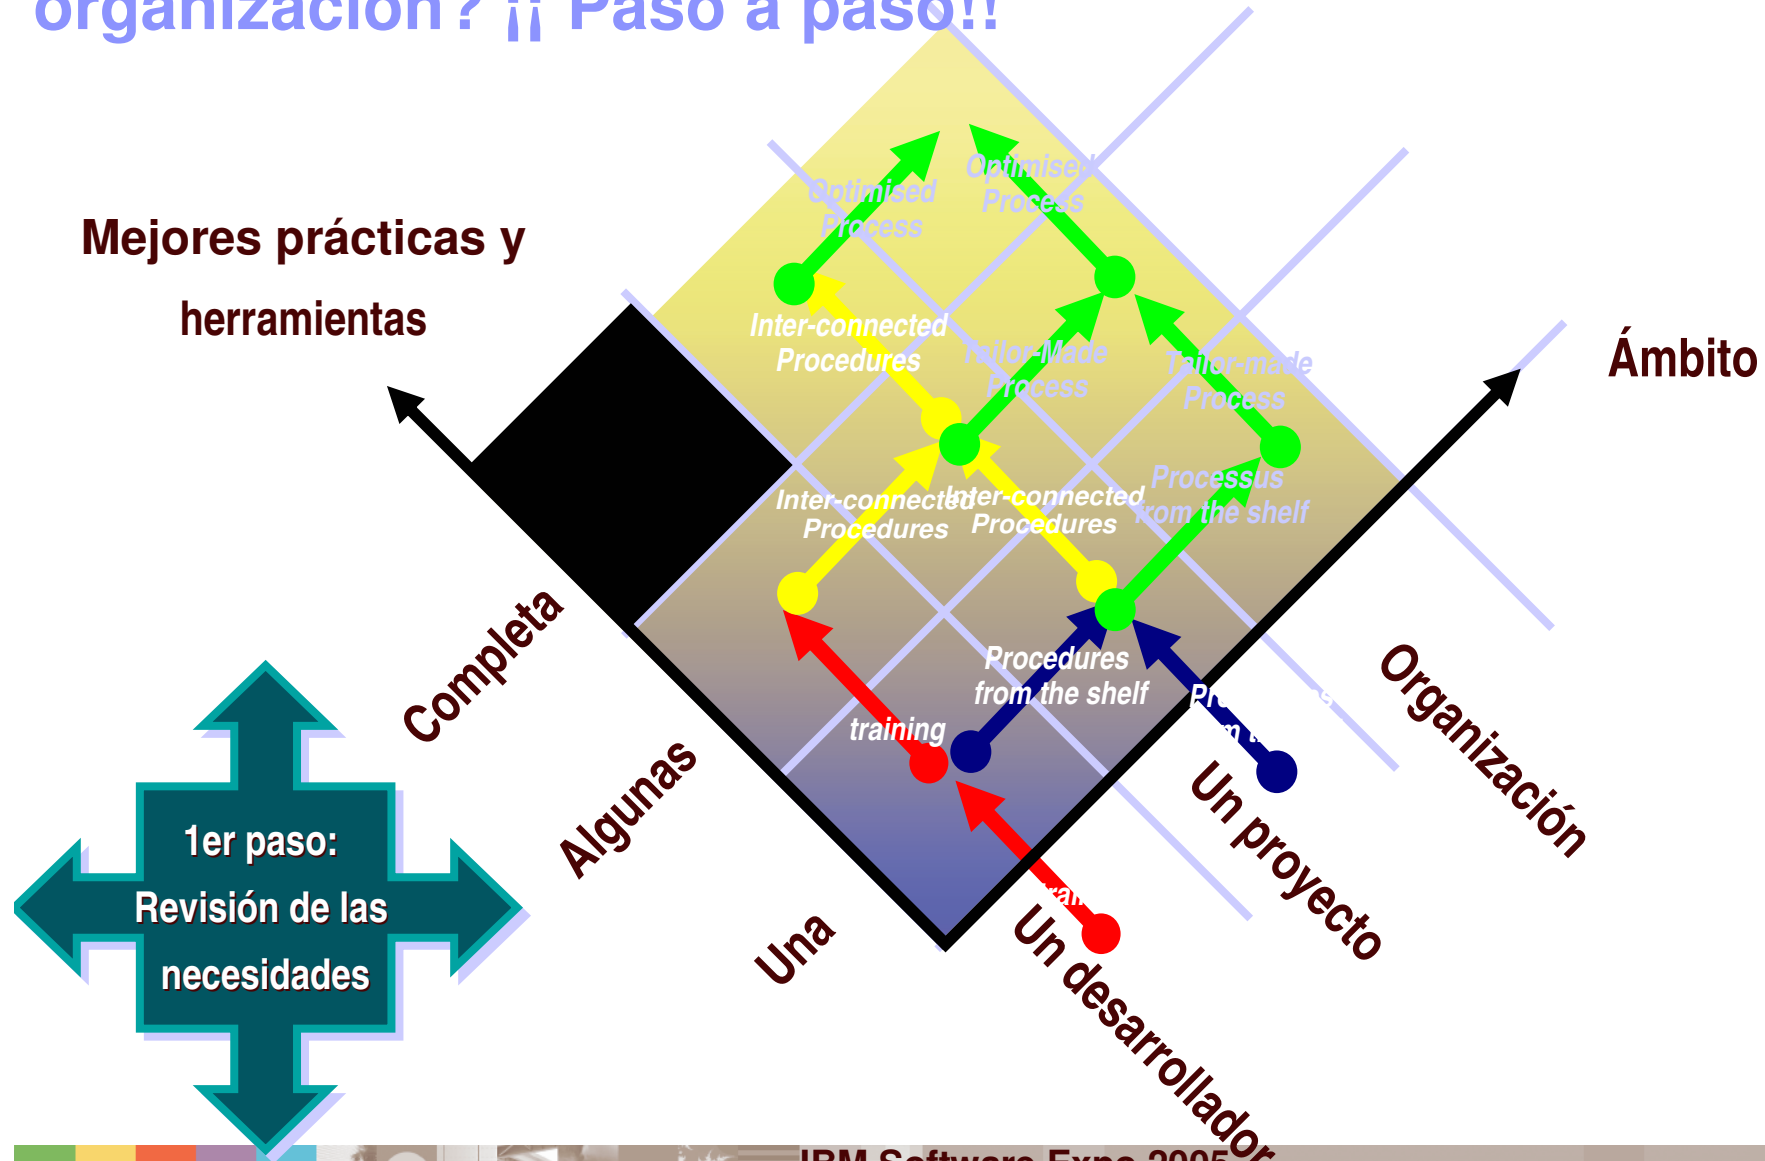 organización? ¡¡ Paso a paso!!
Mejores prácticas y
herramientas
Ámbito
Optimised
Process
Optimised
Process
Inter-connected
Procedures
Tailor-Made
Process
Tailor-made
Process
Inter-connected
Procedures
Inter-connected
Procedures
Processus
from the shelf
Procedures
from the shelf
training
Completa
Algunas
Una
Un desarrollador
Un proyecto
Organización
1er paso:
Revisión de las
necesidades
IBM Software Expo 2005